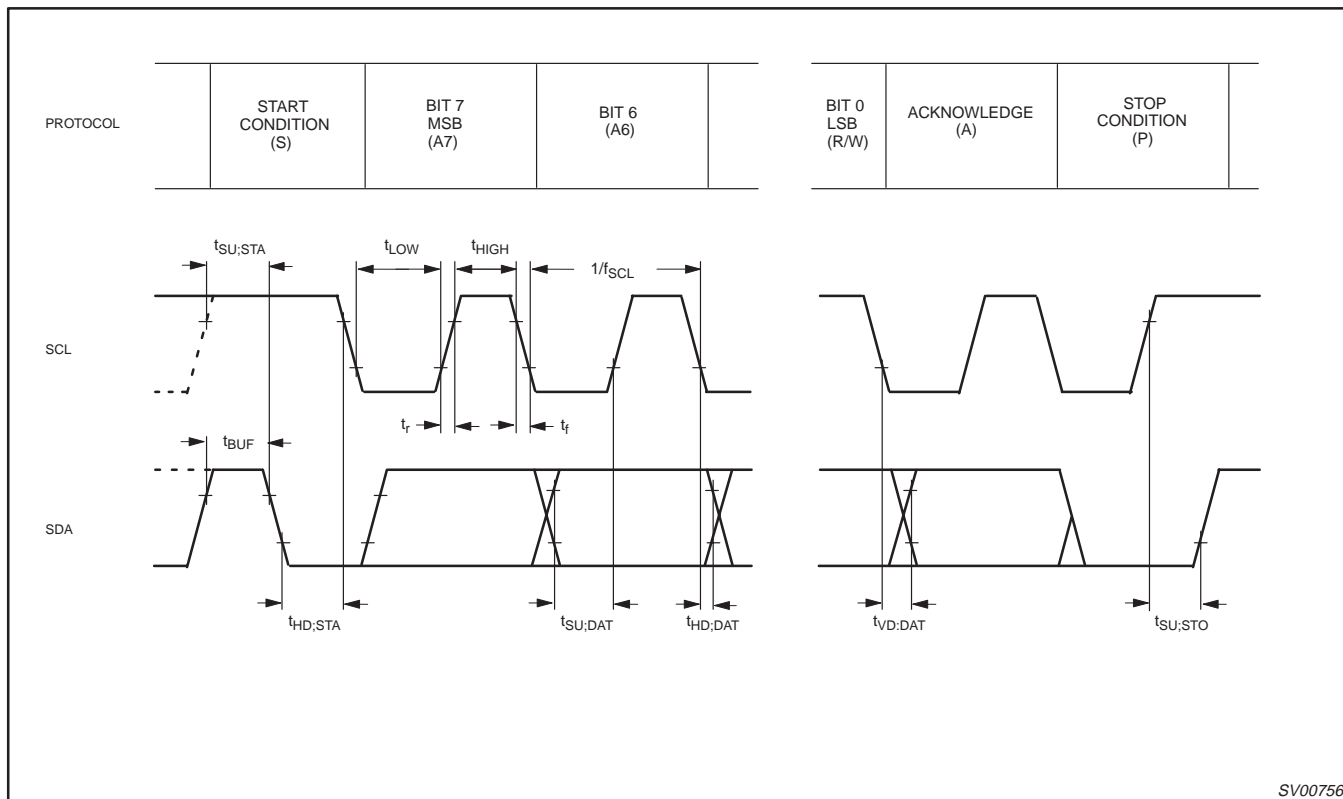 PROTOCOL
START
CONDITION
(S)
BIT 7
MSB
(A7)
BIT 6
(A6)
BIT 0
LSB
(R/W)
ACKNOWLEDGE
(A)
STOP
CONDITION
(P)
tSU;STA
tLOW
tHIGH
1/fSCL
SCL
tr
tf
tBUF
SDA
tHD;STA
tSU;DAT
tHD;DAT
tVD:DAT
tSU;STO
SV00756